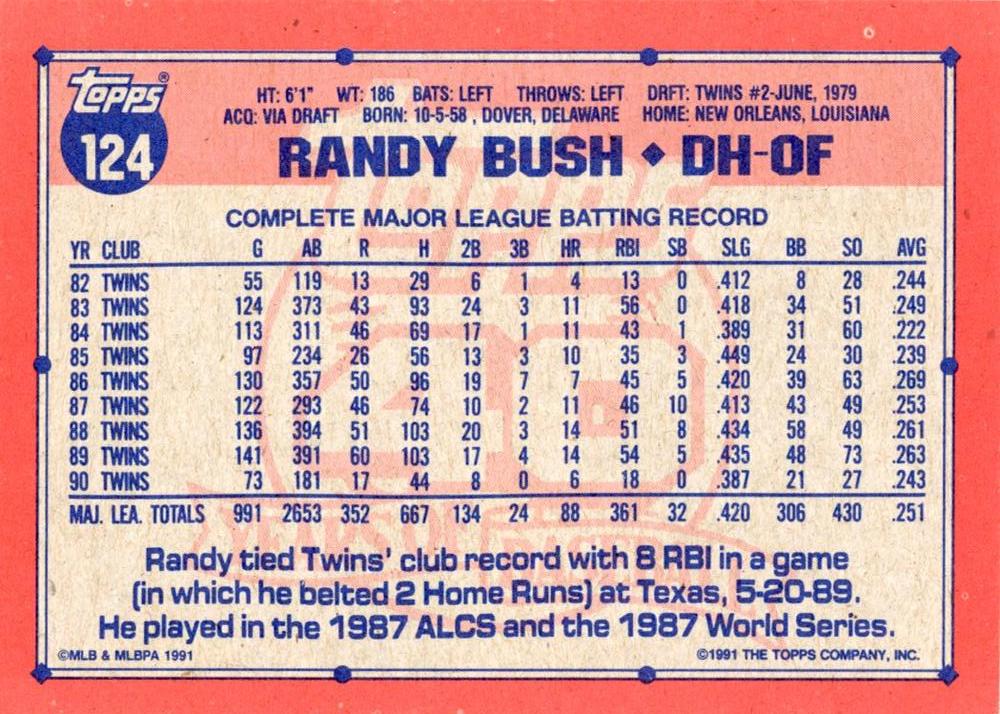 TOPPS®
124
HT: 6'1" WT: 186 BATS: LEFT THROWS: LEFT DRFT: TWINS #2-JUNE, 1979
ACQ: VIA DRAFT BORN: 10-5-58 , DOVER, DELAWARE HOME: NEW ORLEANS, LOUISIANA
RANDY BUSH ◆ DH-OF
COMPLETE MAJOR LEAGUE BATTING RECORD
YR CLUB G AB R H 2B 3B HR RBI SB SLG BB SO AVG
82 TWINS 55 119 13 29 6 1 4 13 0 .412 8 28 .244
83 TWINS 124 373 43 93 24 3 11 56 0 .418 34 51 .249
84 TWINS 113 311 46 69 17 1 11 43 1 .389 31 60 .222
85 TWINS 97 234 26 56 13 3 10 35 3 .449 24 30 .239
86 TWINS 130 357 50 96 19 7 7 45 5 .420 39 63 .269
87 TWINS 122 293 46 74 10 2 11 46 10 .413 43 49 .253
88 TWINS 136 394 51 103 20 3 14 51 8 .434 58 49 .261
89 TWINS 141 391 60 103 17 4 14 54 5 .435 48 73 .263
90 TWINS 73 181 17 44 8 0 6 18 0 .387 21 27 .243
MAJ. LEA. TOTALS 991 2653 352 667 134 24 88 361 32 .420 306 430 .251
Randy tied Twins' club record with 8 RBI in a game
(in which he belted 2 Home Runs) at Texas, 5-20-89.
He played in the 1987 ALCS and the 1987 World Series.
©MLB & MLBPA 1991 ©1991 THE TOPPS COMPANY, INC.
Topps
40
YEARS OF
BASEBALL